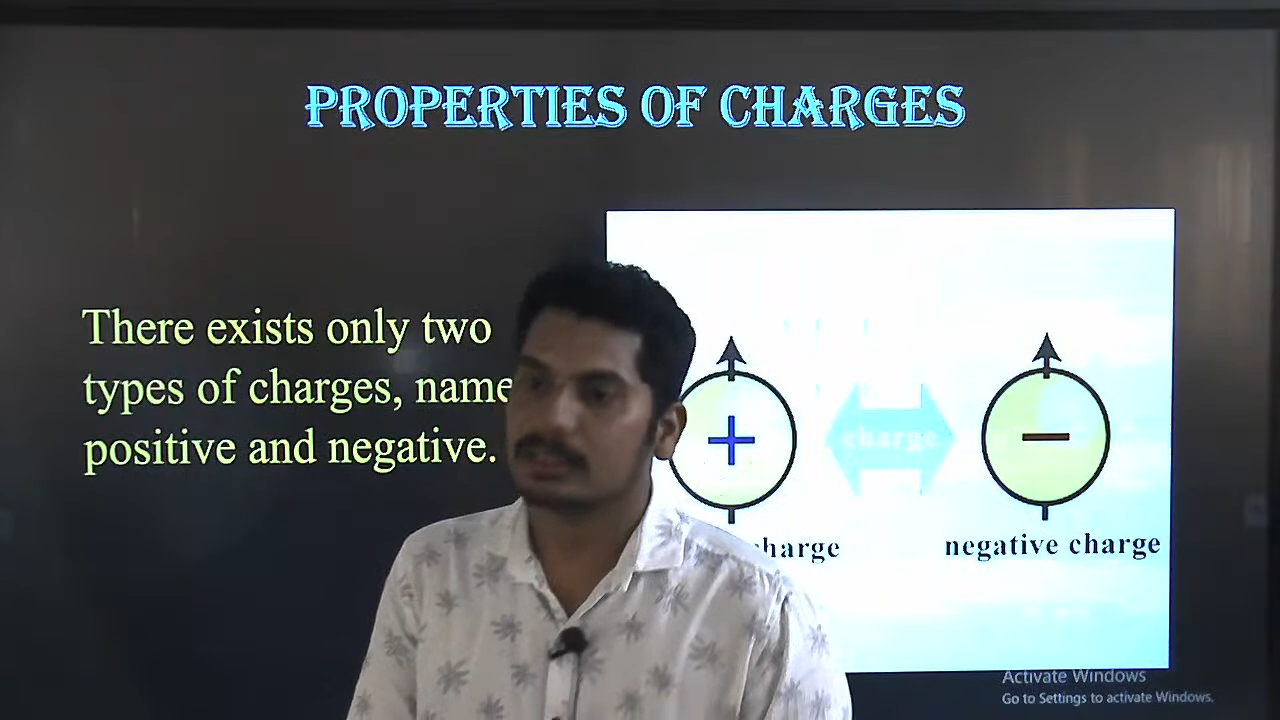 PROPERTIES OF CHARGES
There exists only two
types of charges, name
positive and negative.
+
charge
−
charge
negative charge
Activate Windows
Go to Settings to activate Windows.